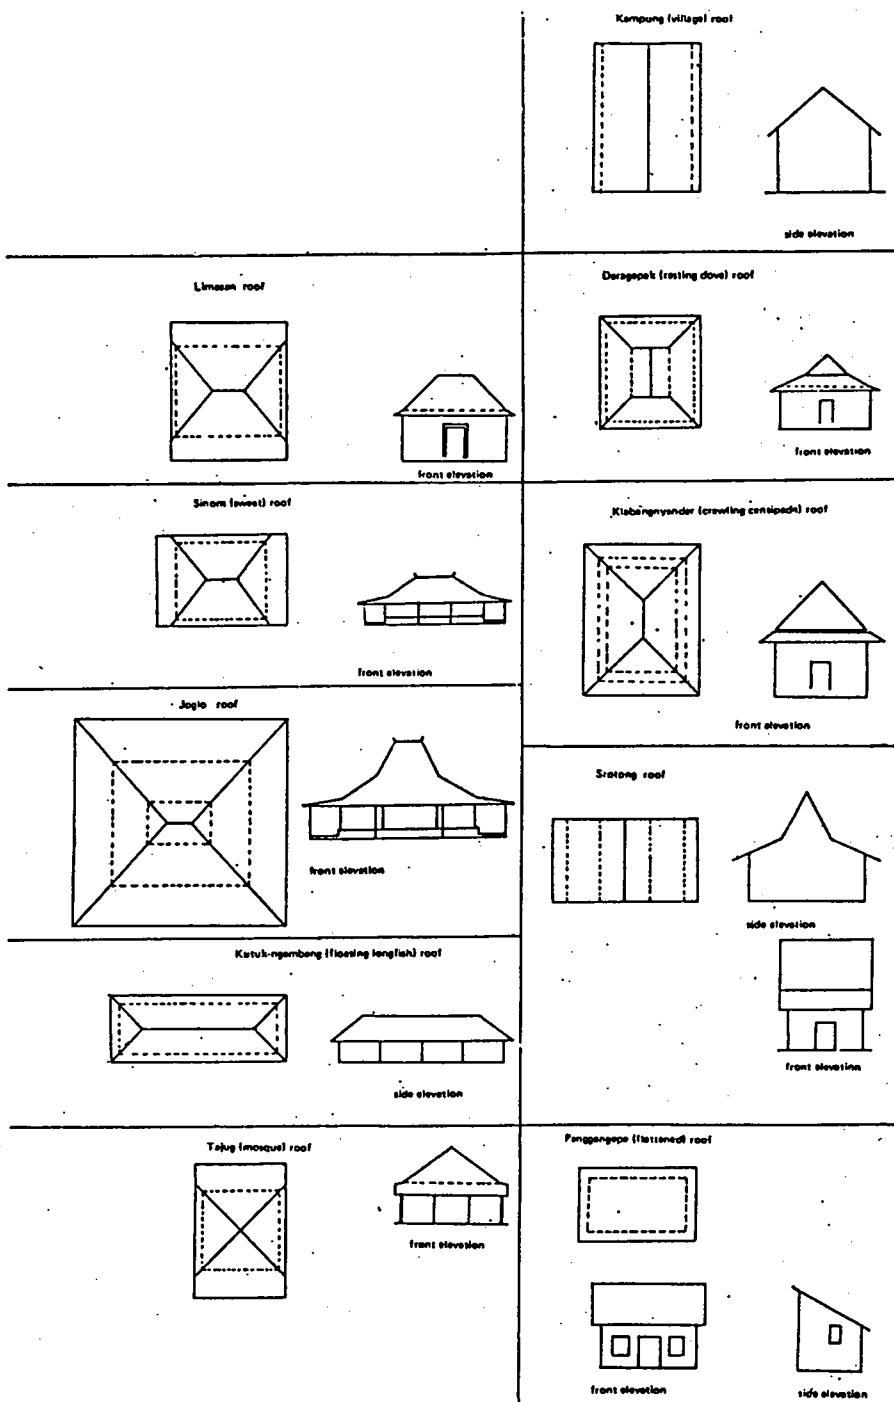 Kampung (village) roof
side elevation
Limasan roof
front elevation
Daragepak (resting dove) roof
front elevation
Sinom (sweet) roof
front elevation
Klabangnyander (crawling centipede) roof
front elevation
Joglo roof
front elevation
Srotong roof
side elevation
front elevation
Kutuk-ngambang (floating longfish) roof
side elevation
Tajug (mosque) roof
front elevation
Panggangepe (flattened) roof
front elevation
side elevation